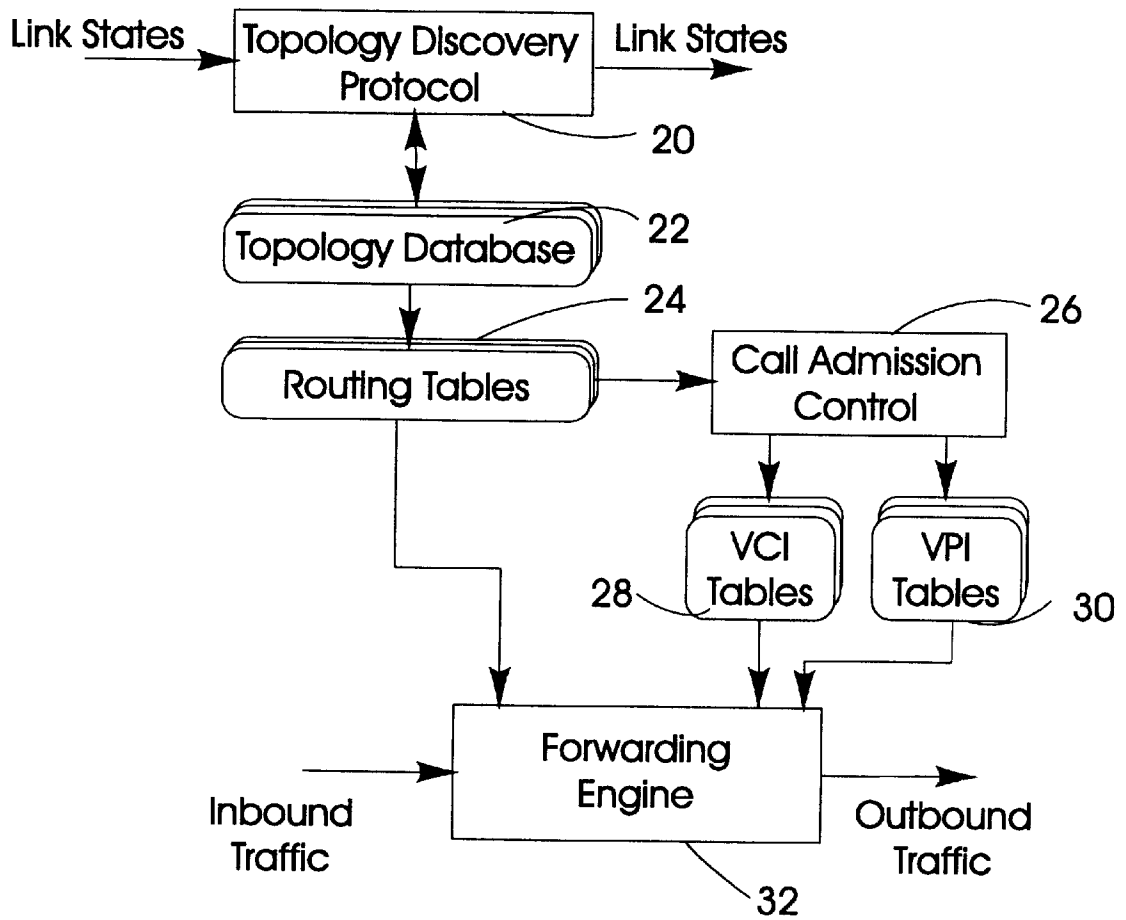 Link States
Topology Discovery
Protocol
Link States
20
Topology Database
22
24
Routing Tables
26
Call Admission
Control
VCI
Tables
28
VPI
Tables
30
Forwarding
Engine
Inbound
Traffic
Outbound
Traffic
32